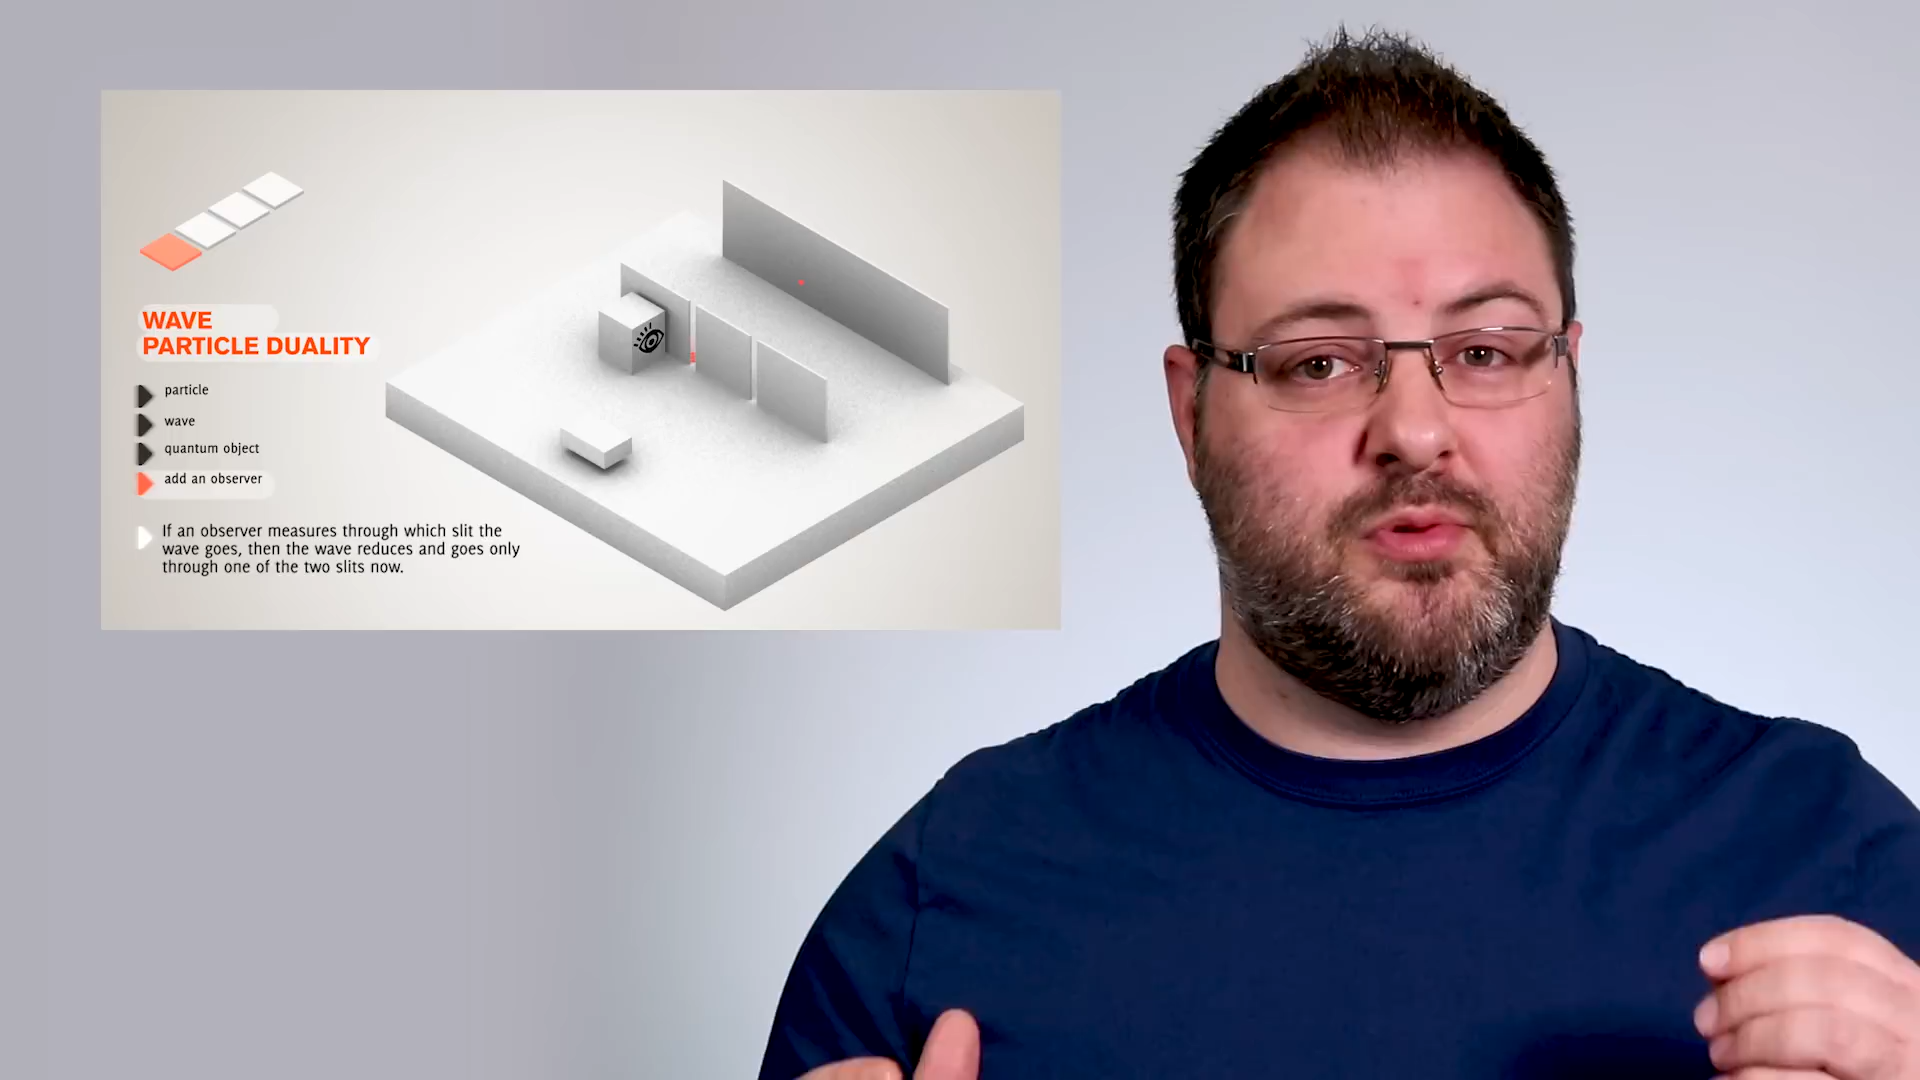 WAVE
PARTICLE DUALITY
particle
wave
quantum object
add an observer
If an observer measures through which slit the
wave goes, then the wave reduces and goes only
through one of the two slits now.